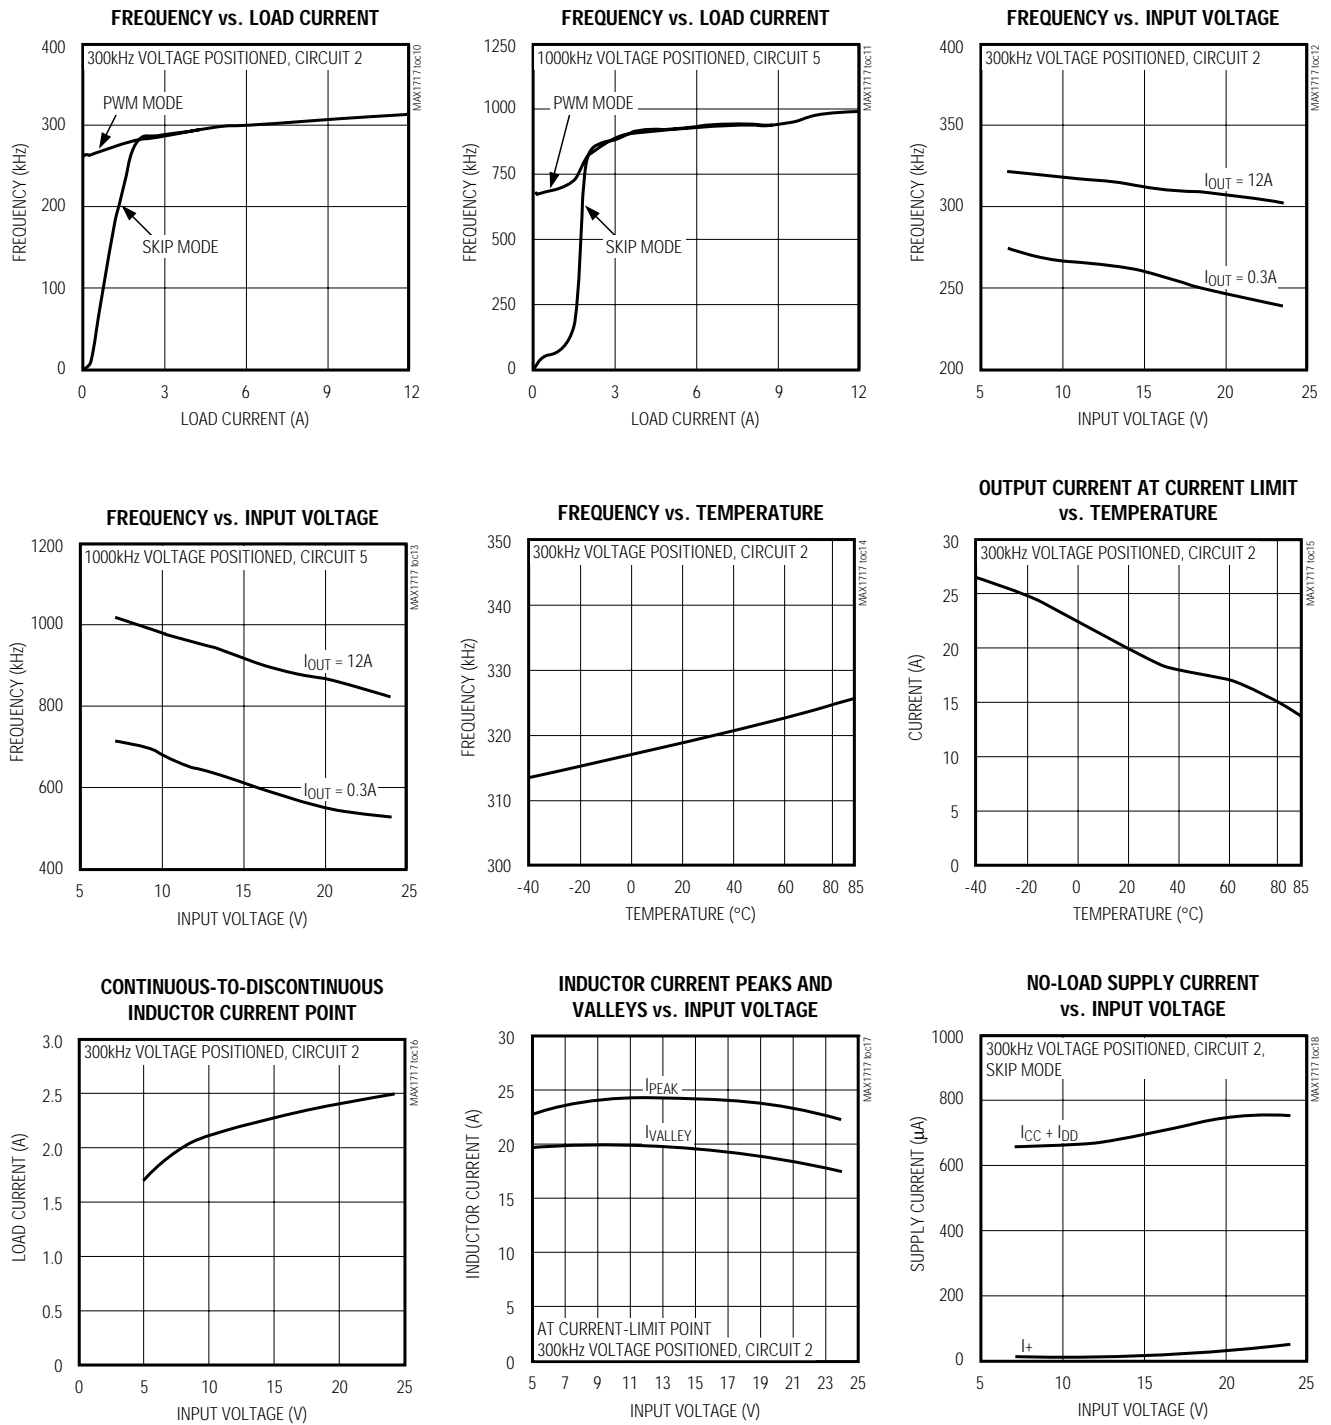 FREQUENCY vs. LOAD CURRENT
300kHz VOLTAGE POSITIONED, CIRCUIT 2
MAX1717 toc10
PWM MODE
SKIP MODE
FREQUENCY (kHz)
400
300
200
100
0
0 3 6 9 12
LOAD CURRENT (A)
FREQUENCY vs. LOAD CURRENT
1000kHz VOLTAGE POSITIONED, CIRCUIT 5
MAX1717 toc11
PWM MODE
SKIP MODE
FREQUENCY (kHz)
1250
1000
750
500
250
0
0 3 6 9 12
LOAD CURRENT (A)
FREQUENCY vs. INPUT VOLTAGE
300kHz VOLTAGE POSITIONED, CIRCUIT 2
MAX1717 toc12
IOUT = 12A
IOUT = 0.3A
FREQUENCY (kHz)
400
350
300
250
200
5 10 15 20 25
INPUT VOLTAGE (V)
FREQUENCY vs. INPUT VOLTAGE
1000kHz VOLTAGE POSITIONED, CIRCUIT 5
MAX1717 toc13
IOUT = 12A
IOUT = 0.3A
FREQUENCY (kHz)
1200
1000
800
600
400
5 10 15 20 25
INPUT VOLTAGE (V)
FREQUENCY vs. TEMPERATURE
300kHz VOLTAGE POSITIONED, CIRCUIT 2
MAX1717 toc14
FREQUENCY (kHz)
350
340
330
320
310
300
-40 -20 0 20 40 60 80 85
TEMPERATURE (°C)
OUTPUT CURRENT AT CURRENT LIMIT
vs. TEMPERATURE
300kHz VOLTAGE POSITIONED, CIRCUIT 2
MAX1717 toc15
CURRENT (A)
30
25
20
15
10
5
0
-40 -20 0 20 40 60 80 85
TEMPERATURE (°C)
CONTINUOUS-TO-DISCONTINUOUS
INDUCTOR CURRENT POINT
300kHz VOLTAGE POSITIONED, CIRCUIT 2
MAX1717 toc16
LOAD CURRENT (A)
3.0
2.5
2.0
1.5
1.0
0.5
0
0 5 10 15 20 25
INPUT VOLTAGE (V)
INDUCTOR CURRENT PEAKS AND
VALLEYS vs. INPUT VOLTAGE
MAX1717 toc17
IPEAK
IVALLEY
AT CURRENT-LIMIT POINT
300kHz VOLTAGE POSITIONED, CIRCUIT 2
INDUCTOR CURRENT (A)
30
25
20
15
10
5
0
5 7 9 11 13 15 17 19 21 23 25
INPUT VOLTAGE (V)
NO-LOAD SUPPLY CURRENT
vs. INPUT VOLTAGE
300kHz VOLTAGE POSITIONED, CIRCUIT 2,
SKIP MODE
MAX1717 toc18
ICC + IDD
I+
SUPPLY CURRENT (μA)
1000
800
600
400
200
0
5 10 15 20 25
INPUT VOLTAGE (V)